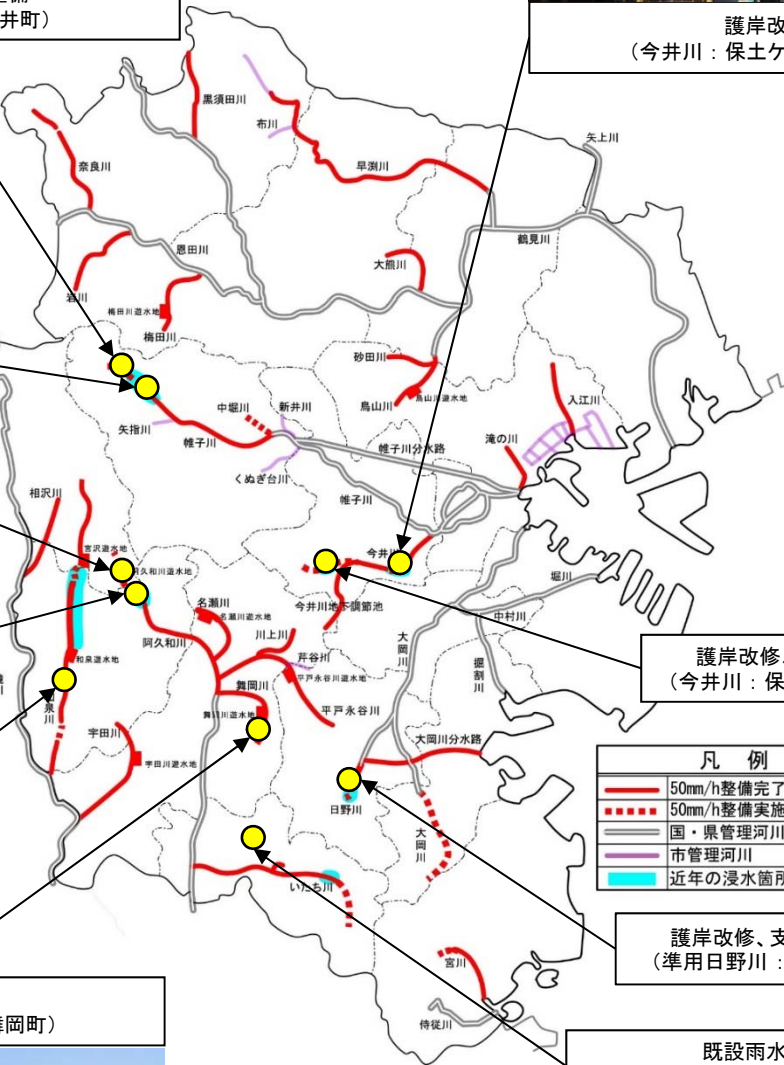 井町）
護岸改
（今井川：保土ケ
黒須田川
布川
矢上川
奈良川
早渕川
鶴見川
恩田川
大熊川
岩川
梅田川遊水地
梅田川
砂田川
鳥山川
鳥山川遊水地
入江川
中堀川
新井川
矢指川
帷子川
帷子川分水路
滝の川
くぬぎ台川
帷子川
相沢川
宮沢遊水地
阿久和川遊水地
今井川
堀川
今井川地下調節池
名瀬川
名瀬川遊水地
中村川
阿久和川
川上川
大岡川
和泉遊水地
芹谷川
平戸永谷川遊水地
堀割川
護岸改修、
（今井川：保
舞岡川
和泉川
平戸永谷川
宇田川
宇田川遊水地
大岡川分水路
凡 例
50mm/h整備完了
50mm/h整備実施
国・県管理河川
市管理河川
近年の浸水箇所
日野川
大岡川
いたち川
護岸改修、支
（準用日野川：
宮川
舞岡町）
侍従川
既設雨水